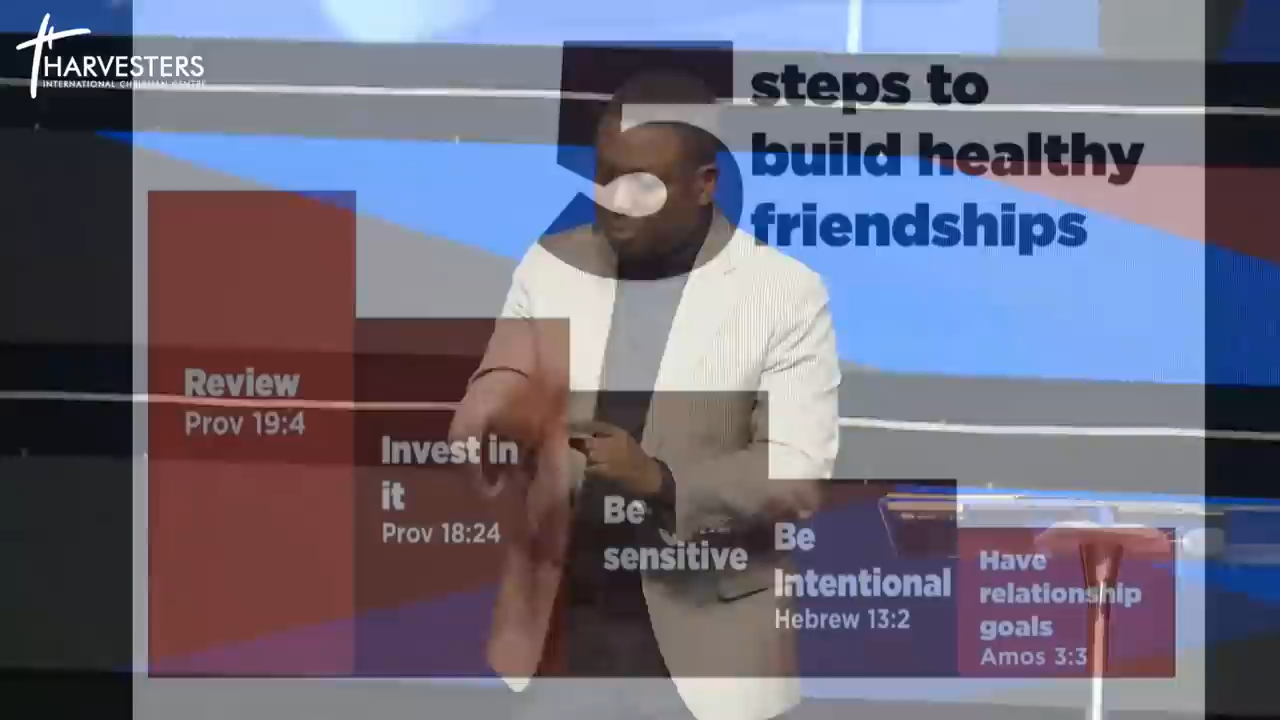 HARVESTERS
INTERNATIONAL CHRISTIAN CENTRE
5
steps to
build healthy
friendships
Review
Prov 19:4
Invest in
it
Prov 18:24
Be
sensitive
Be
Intentional
Hebrew 13:2
Have
relationship
goals
Amos 3:3